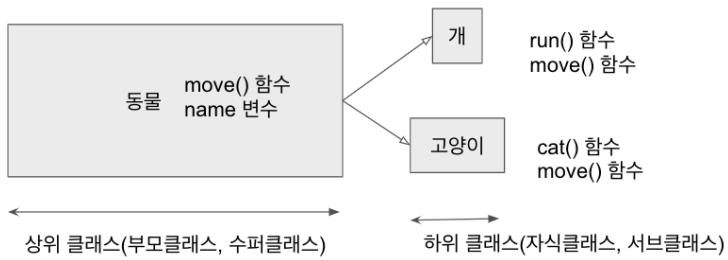 동물
move() 함수
name 변수
개
run() 함수
move() 함수
고양이
cat() 함수
move() 함수
상위 클래스(부모클래스, 수퍼클래스)
하위 클래스(자식클래스, 서브클래스)